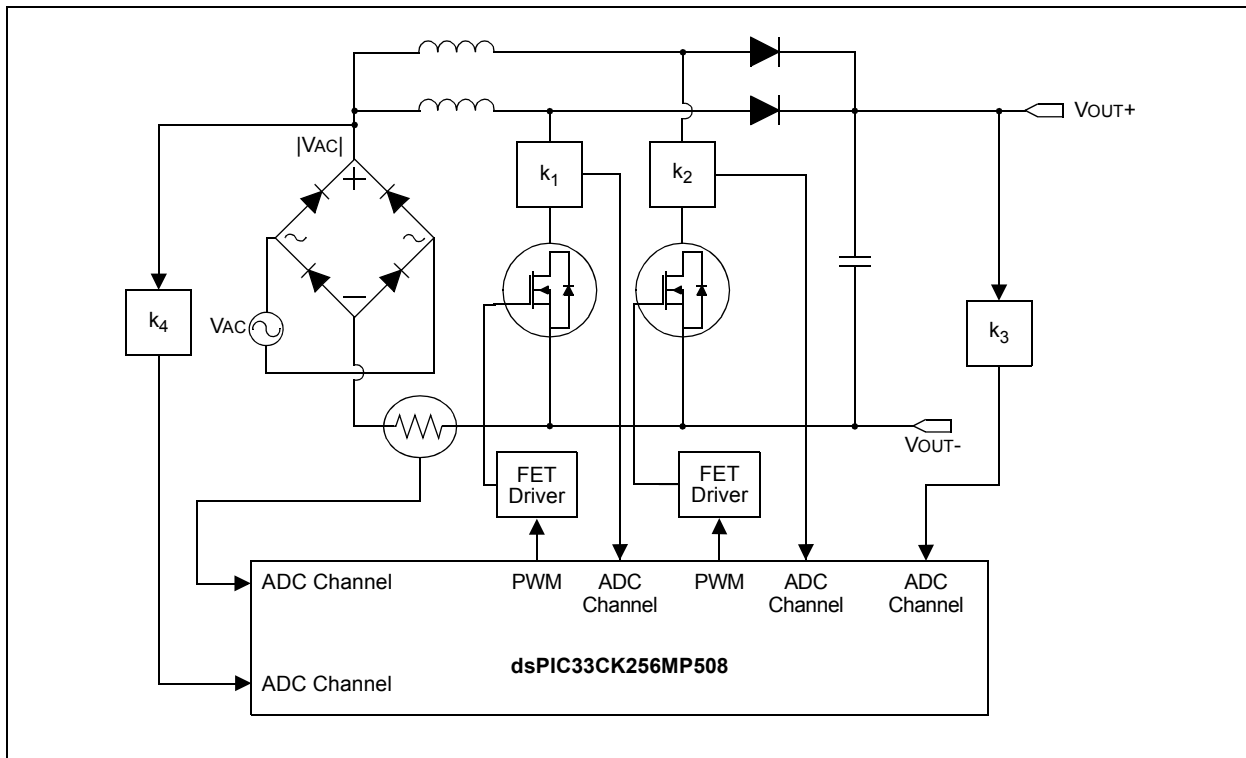 VOUT+
|VAC|
k1
k2
k4
VAC
k3
VOUT-
FET
Driver
FET
Driver
ADC Channel
PWM
ADC
Channel
PWM
ADC
Channel
ADC
Channel
dsPIC33CK256MP508
ADC Channel